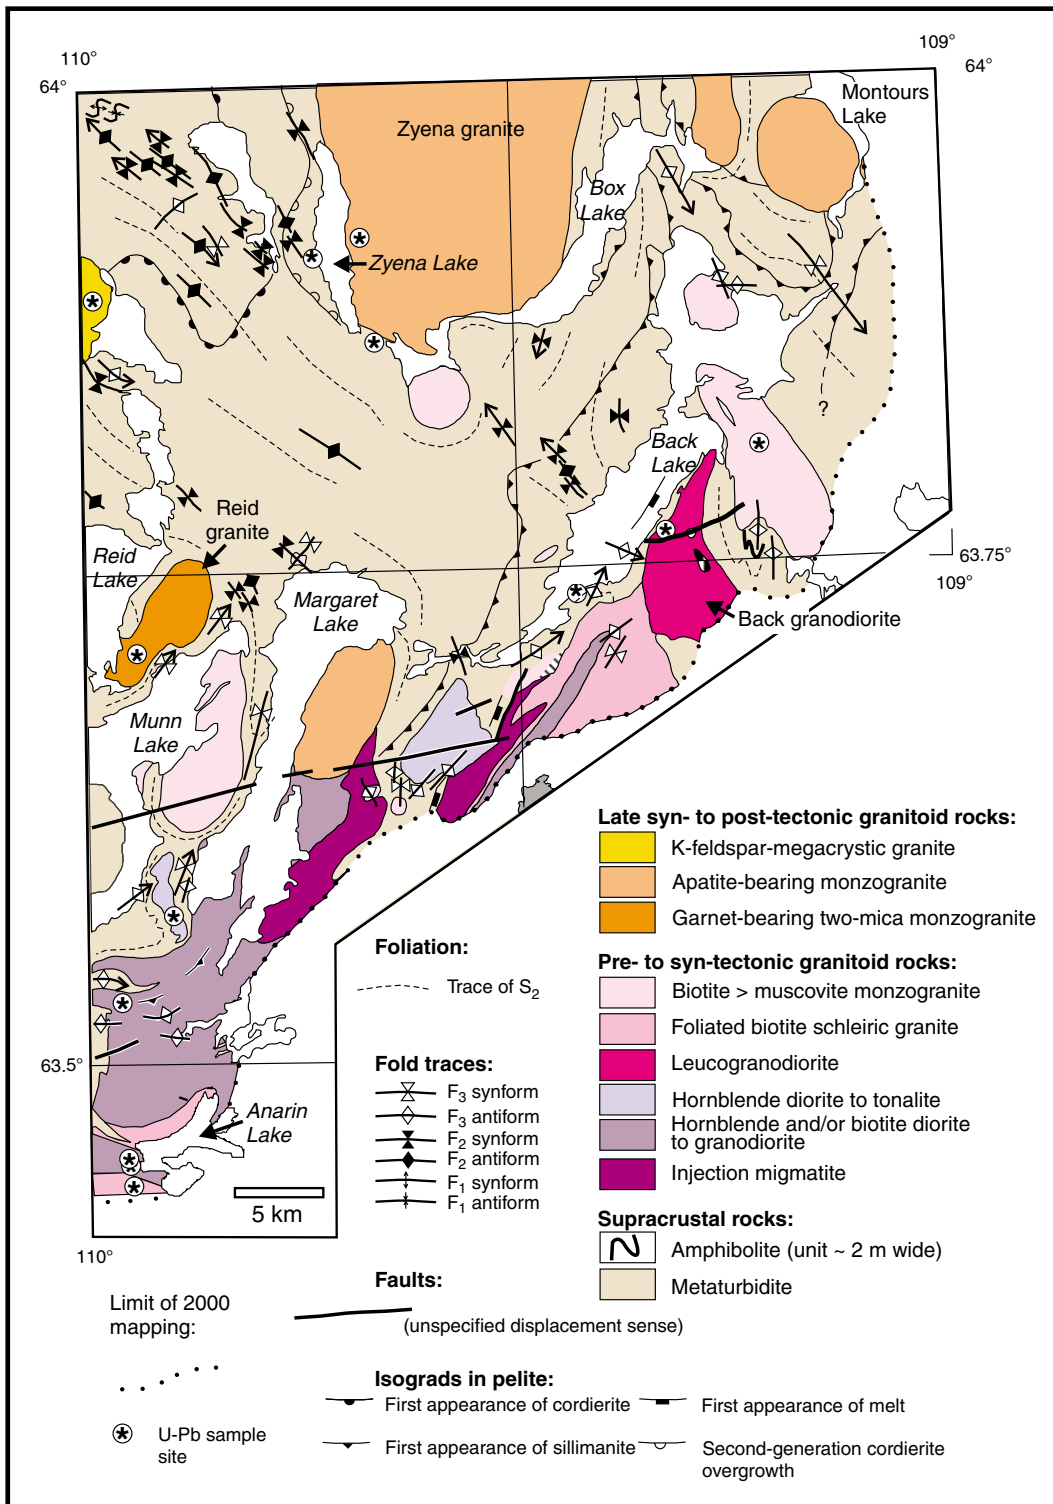 110°
109°
64°
64°
Montours
Lake
Zyena granite
Box
Lake
Zyena Lake
?
Back
Lake
Reid
granite
Reid
Lake
63.75°
109°
Margaret
Lake
Back granodiorite
Munn
Lake
63.5°
Anarin
Lake
5 km
110°
Late syn- to post-tectonic granitoid rocks:
K-feldspar-megacrystic granite
Apatite-bearing monzogranite
Garnet-bearing two-mica monzogranite
Pre- to syn-tectonic granitoid rocks:
Biotite > muscovite monzogranite
Foliated biotite schleiric granite
Leucogranodiorite
Hornblende diorite to tonalite
Hornblende and/or biotite diorite
to granodiorite
Injection migmatite
Supracrustal rocks:
Amphibolite (unit ~ 2 m wide)
Metaturbidite
Foliation:
Trace of S2
Fold traces:
F3 synform
F3 antiform
F2 synform
F2 antiform
F1 synform
F1 antiform
Faults:
(unspecified displacement sense)
Limit of 2000
mapping:
U-Pb sample
site
Isograds in pelite:
First appearance of cordierite
First appearance of melt
First appearance of sillimanite
Second-generation cordierite
overgrowth